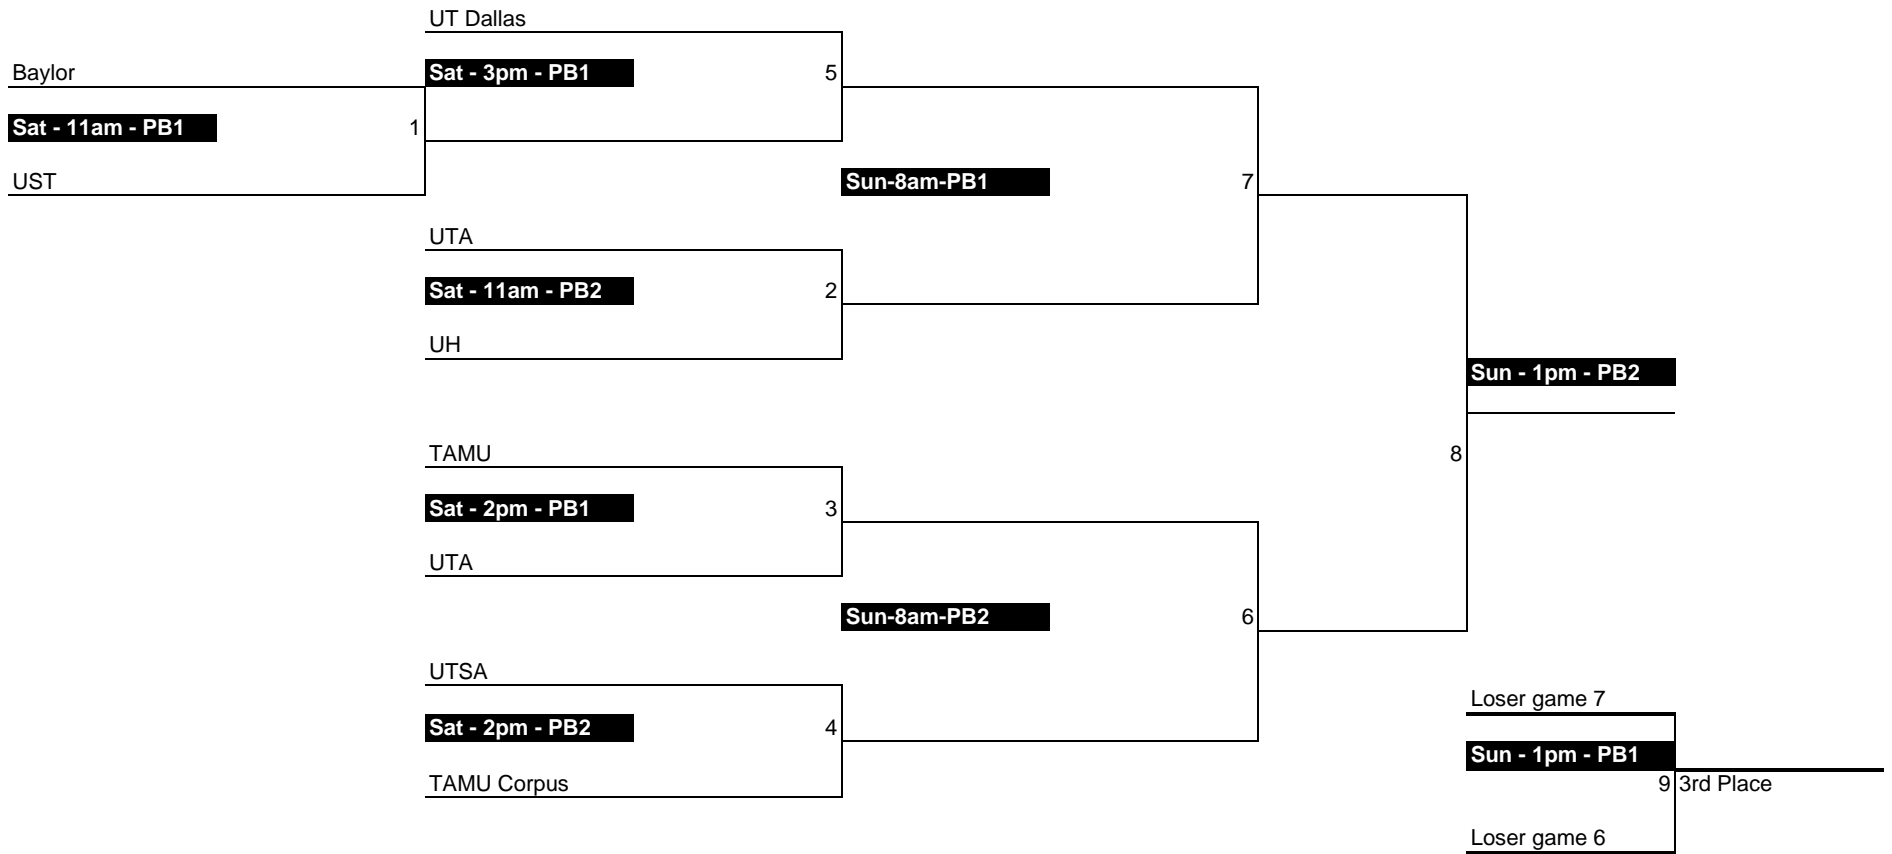 UT Dallas
Baylor
Sat - 3pm - PB1
5
Sat - 11am - PB1
1
UST
Sun-8am-PB1
7
UTA
Sat - 11am - PB2
2
UH
Sun - 1pm - PB2
TAMU
8
Sat - 2pm - PB1
3
UTA
Sun-8am-PB2
6
UTSA
Loser game 7
Sat - 2pm - PB2
4
Sun - 1pm - PB1
TAMU Corpus
9
3rd Place
Loser game 6